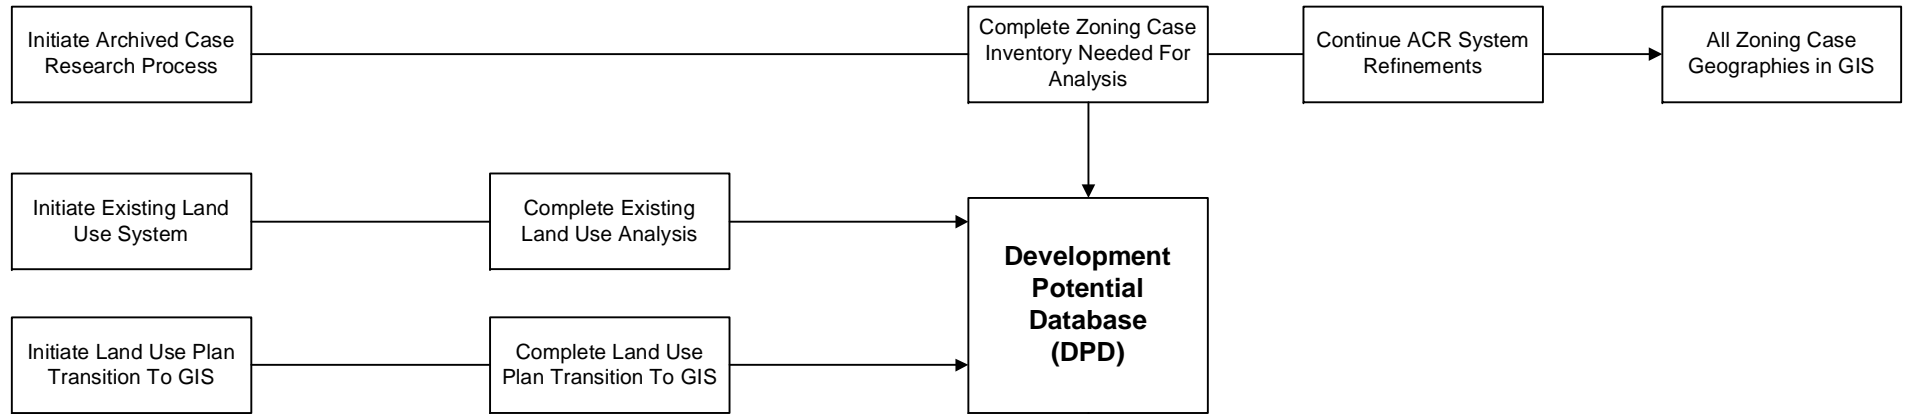 Initiate Archived Case
Research Process
Complete Zoning Case
Inventory Needed For
Analysis
Continue ACR System
Refinements
All Zoning Case
Geographies in GIS
Initiate Existing Land
Use System
Complete Existing
Land Use Analysis
Development
Potential
Database
(DPD)
Initiate Land Use Plan
Transition To GIS
Complete Land Use
Plan Transition To GIS